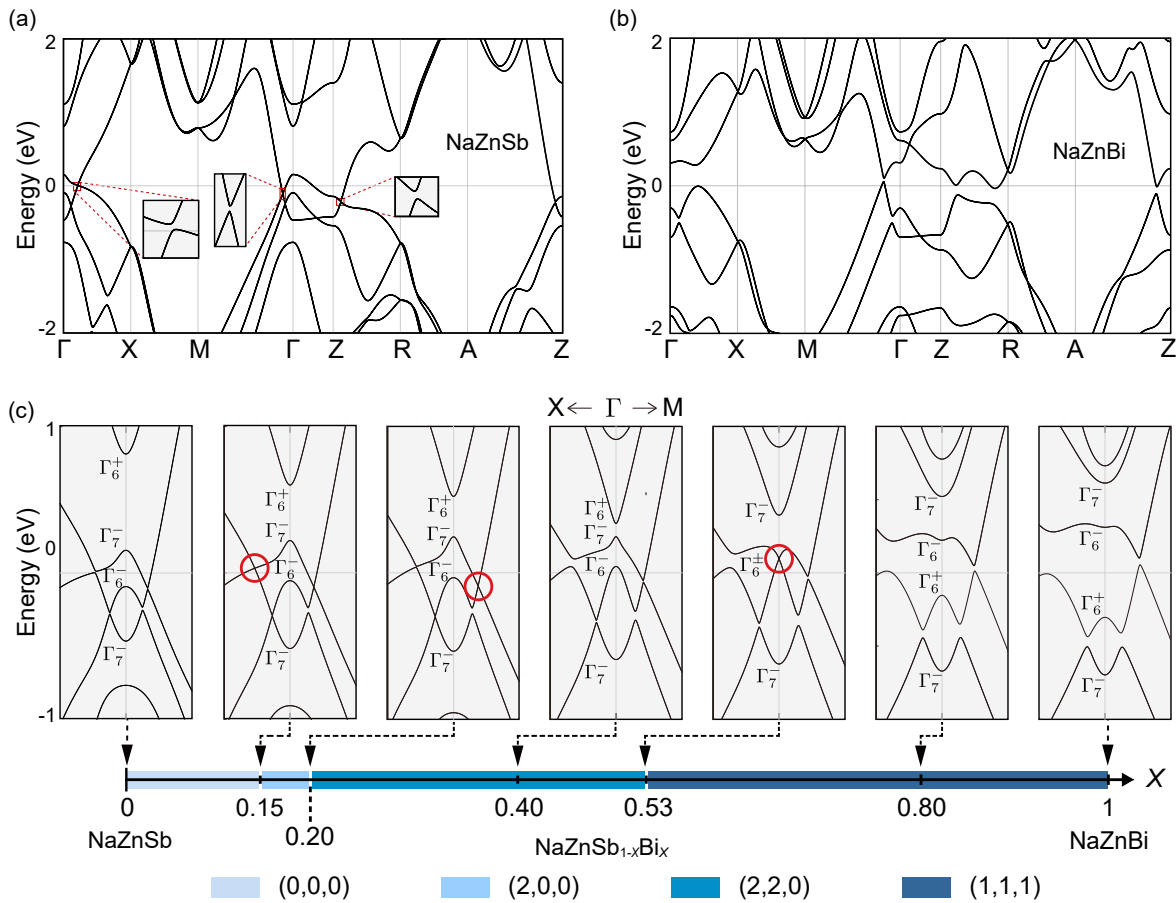 (a)
(b)
2
0
-2
Energy (eV)
NaZnSb
Γ X M Γ Z R A Z
2
0
-2
Energy (eV)
NaZnBi
Γ X M Γ Z R A Z
(c)
X ← Γ → M
1
0
-1
Energy (eV)
Γ₆⁺
Γ₇⁻
Γ₆⁻
Γ₇⁻
Γ₆⁺
Γ₇⁻
Γ₆⁻
Γ₇⁻
Γ₆⁺
Γ₇⁻
Γ₆⁻
Γ₇⁻
Γ₆⁺
Γ₇⁻
Γ₆⁻
Γ₇⁻
Γ₇⁻
Γ₆±
Γ₇⁻
Γ₇⁻
Γ₆⁻
Γ₆⁺
Γ₇⁻
Γ₇⁻
Γ₆⁻
Γ₆⁺
Γ₇⁻
0 0.15 0.20 0.40 0.53 0.80 1 X
NaZnSb NaZnSb₁₋ₓBiₓ NaZnBi
(0,0,0) (2,0,0) (2,2,0) (1,1,1)